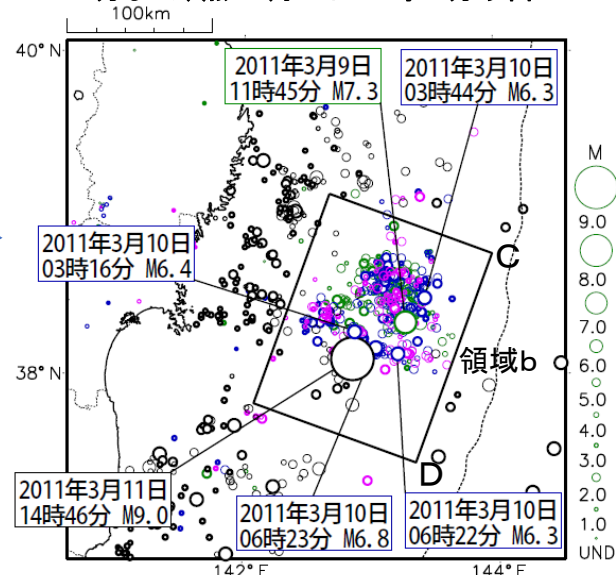 100km
40°N
2011年3月9日
11時45分 M7.3
2011年3月10日
03時44分 M6.3
M
9.0
8.0
7.0
6.0
5.0
4.0
3.0
2.0
1.0
UND
C
2011年3月10日
03時16分 M6.4
領域b
38°N
D
2011年3月11日
14時46分 M9.0
2011年3月10日
06時23分 M6.8
2011年3月10日
06時22分 M6.3
142°E
144°E